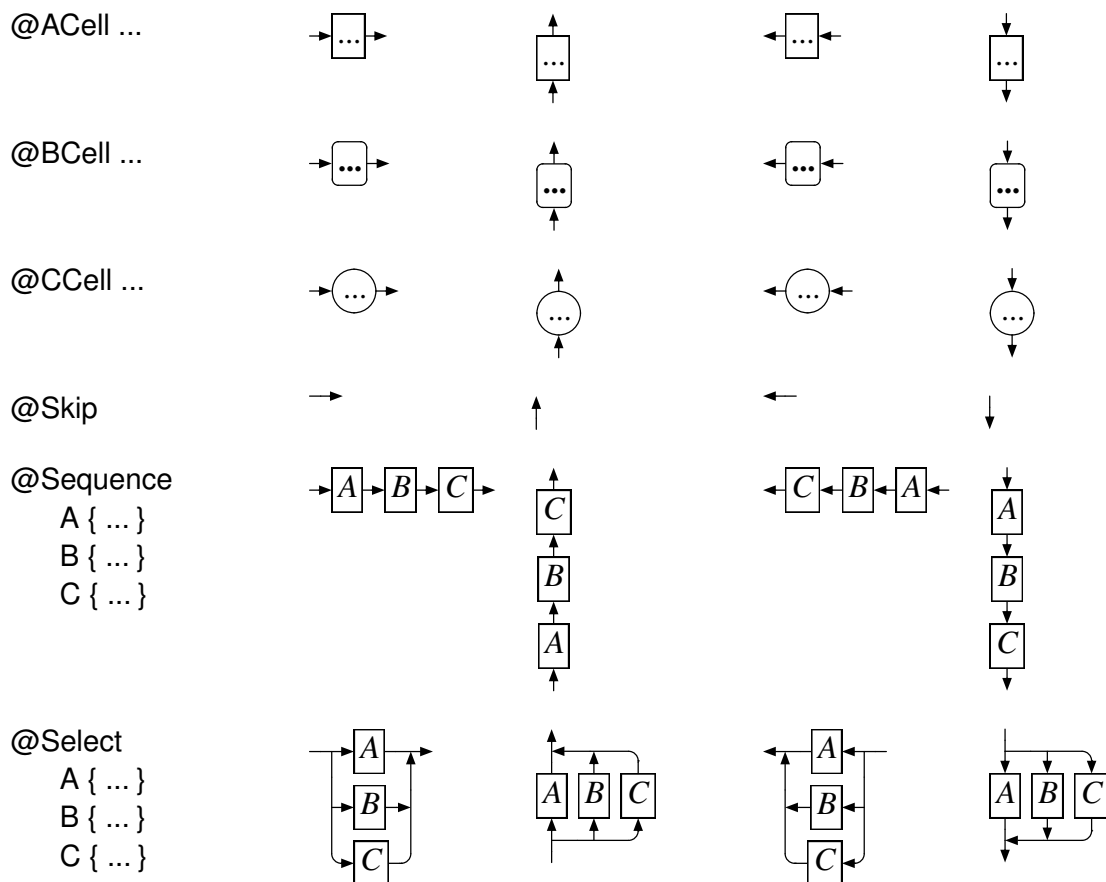 @ACell ... ... ... ... ...
@BCell ... ... ... ... ...
@CCell ... ... ... ... ...
@Skip
@Sequence A B C C B A C B A A B C
A { ... }
B { ... }
C { ... }
@Select A B C A B C A B C A B C
A { ... }
B { ... }
C { ... }